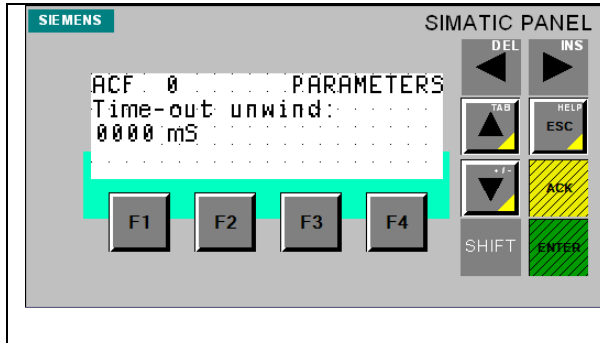 SIEMENS
SIMATIC PANEL
DEL
INS
ACF 0 PARAMETERS
Time-out unwind:
0000 mS
TAB
HELP
ESC
+/-
ACK
F1
F2
F3
F4
SHIFT
ENTER